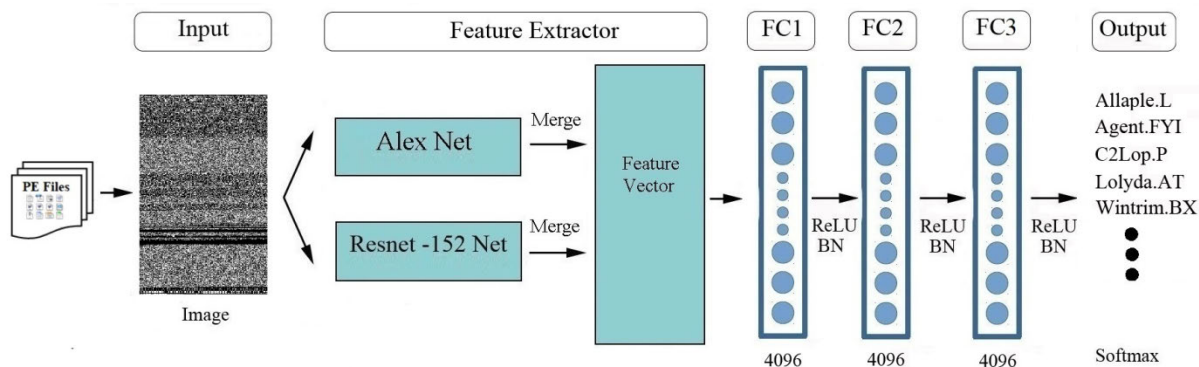 Input
Feature Extractor
FC1
FC2
FC3
Output
PE Files
Image
Alex Net
Resnet -152 Net
Merge
Merge
Feature
Vector
ReLU
BN
ReLU
BN
ReLU
BN
4096
4096
4096
Allaple.L
Agent.FYI
C2Lop.P
Lolyda.AT
Wintrim.BX
Softmax